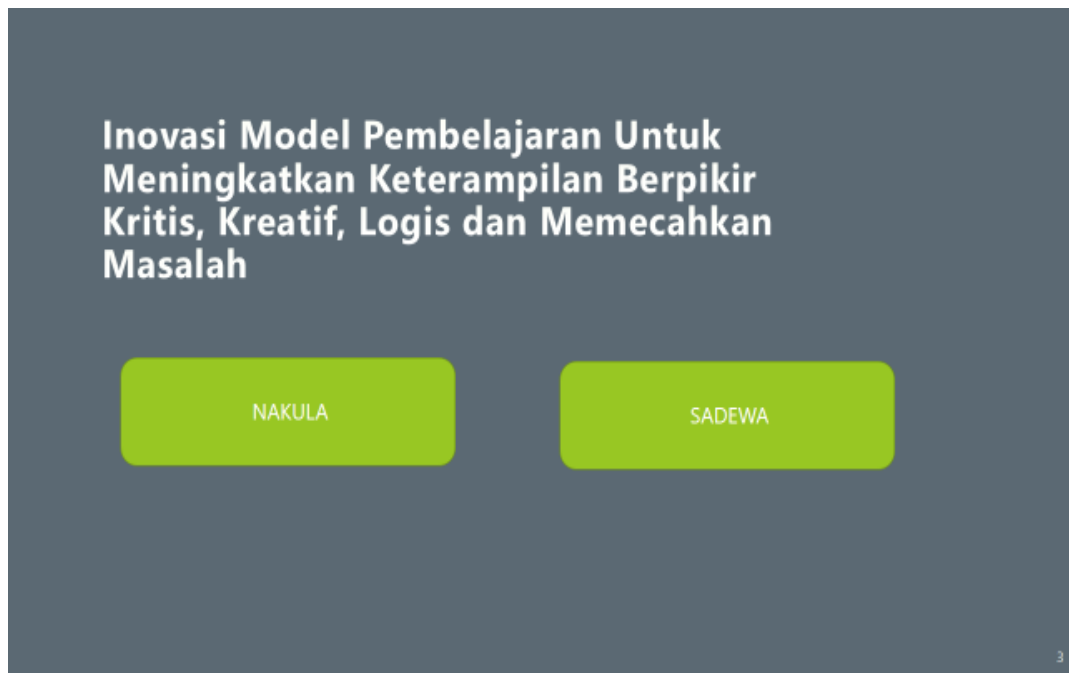 Inovasi Model Pembelajaran Untuk
Meningkatkan Keterampilan Berpikir
Kritis, Kreatif, Logis dan Memecahkan
Masalah
NAKULA
SADEWA
3